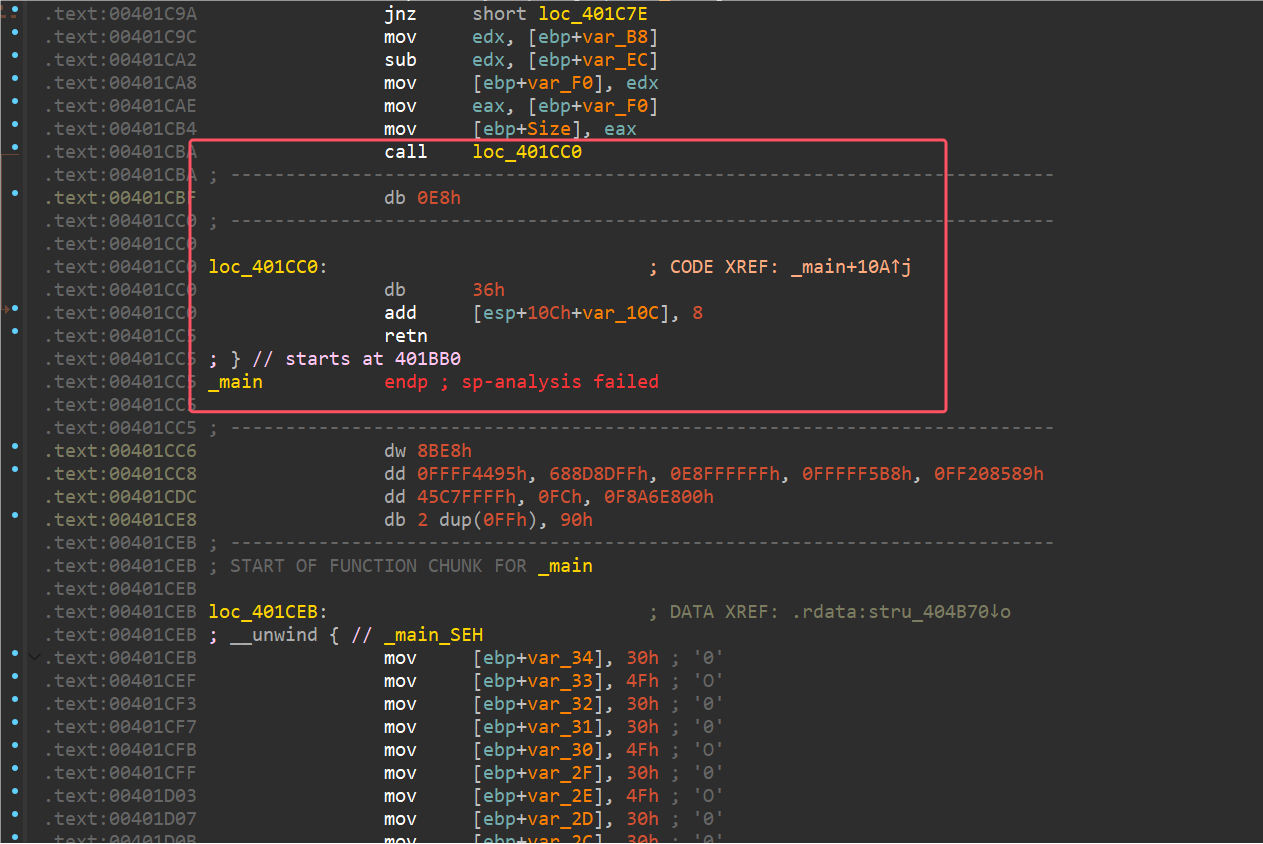 .text:00401C9A jnz short loc_401C7E
.text:00401C9C mov edx, [ebp+var_B8]
.text:00401CA2 sub edx, [ebp+var_EC]
.text:00401CA8 mov [ebp+var_F0], edx
.text:00401CAE mov eax, [ebp+var_F0]
.text:00401CB4 mov [ebp+Size], eax
.text:00401CBA call loc_401CC0
.text:00401CBA ; ---------------------------------------------------------------------------
.text:00401CBF db 0E8h
.text:00401CC0 ; ---------------------------------------------------------------------------
.text:00401CC0
.text:00401CC0 loc_401CC0: ; CODE XREF: _main+10A↑j
.text:00401CC0 db 36h
.text:00401CC0 add [esp+10Ch+var_10C], 8
.text:00401CC5 retn
.text:00401CC5 ; } // starts at 401BB0
.text:00401CC5 _main endp ; sp-analysis failed
.text:00401CC5
.text:00401CC5 ; ---------------------------------------------------------------------------
.text:00401CC6 dw 8BE8h
.text:00401CC8 dd 0FFFF4495h, 688D8DFFh, 0E8FFFFFFh, 0FFFFF5B8h, 0FF208589h
.text:00401CDC dd 45C7FFFFh, 0FCh, 0F8A6E800h
.text:00401CE8 db 2 dup(0FFh), 90h
.text:00401CEB ; ---------------------------------------------------------------------------
.text:00401CEB ; START OF FUNCTION CHUNK FOR _main
.text:00401CEB
.text:00401CEB loc_401CEB: ; DATA XREF: .rdata:stru_404B70↓o
.text:00401CEB ; __unwind { // _main_SEH
.text:00401CEB mov [ebp+var_34], 30h ; '0'
.text:00401CEF mov [ebp+var_33], 4Fh ; 'O'
.text:00401CF3 mov [ebp+var_32], 30h ; '0'
.text:00401CF7 mov [ebp+var_31], 30h ; '0'
.text:00401CFB mov [ebp+var_30], 4Fh ; 'O'
.text:00401CFF mov [ebp+var_2F], 30h ; '0'
.text:00401D03 mov [ebp+var_2E], 4Fh ; 'O'
.text:00401D07 mov [ebp+var_2D], 30h ; '0'
.text:00401D0B mov [ebp+var_2C], 30h ; '0'